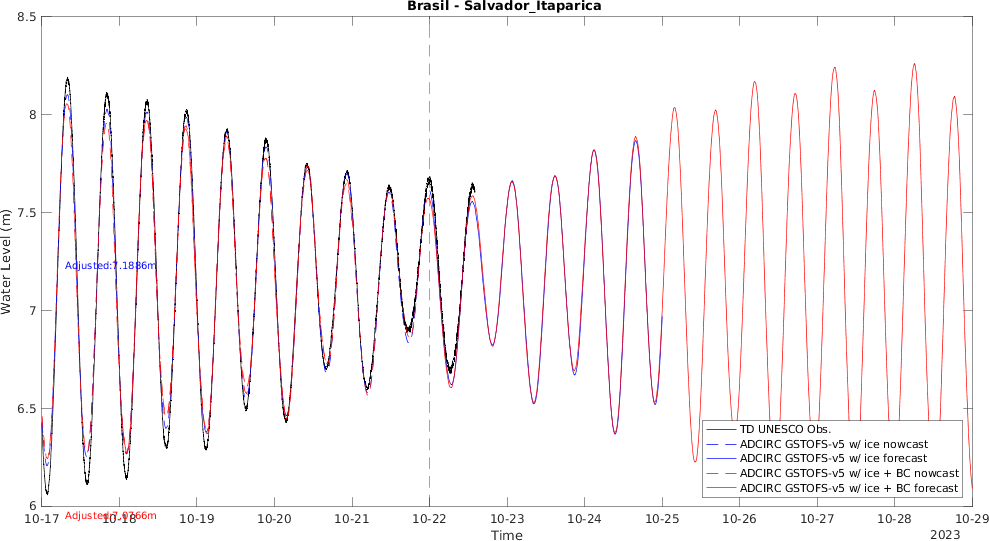 Brasil - Salvador_Itaparica
8.5
8
7.5
7
6.5
6
Water Level (m)
Adjusted:7.1886m
Adjusted:7.0766m
TD UNESCO Obs.
ADCIRC GSTOFS-v5 w/ ice nowcast
ADCIRC GSTOFS-v5 w/ ice forecast
ADCIRC GSTOFS-v5 w/ ice + BC nowcast
ADCIRC GSTOFS-v5 w/ ice + BC forecast
10-17 10-18 10-19 10-20 10-21 10-22 10-23 10-24 10-25 10-26 10-27 10-28 10-29
Time
2023